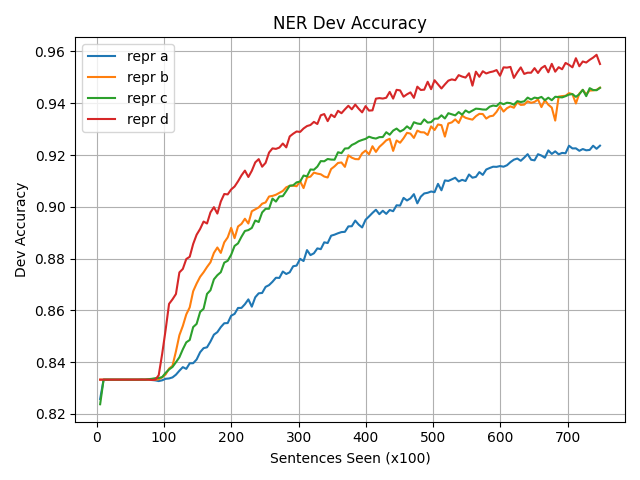 NER Dev Accuracy
repr a
repr b
repr c
repr d
0.96
0.94
0.92
0.90
0.88
0.86
0.84
0.82
Dev Accuracy
0 100 200 300 400 500 600 700
Sentences Seen (x100)